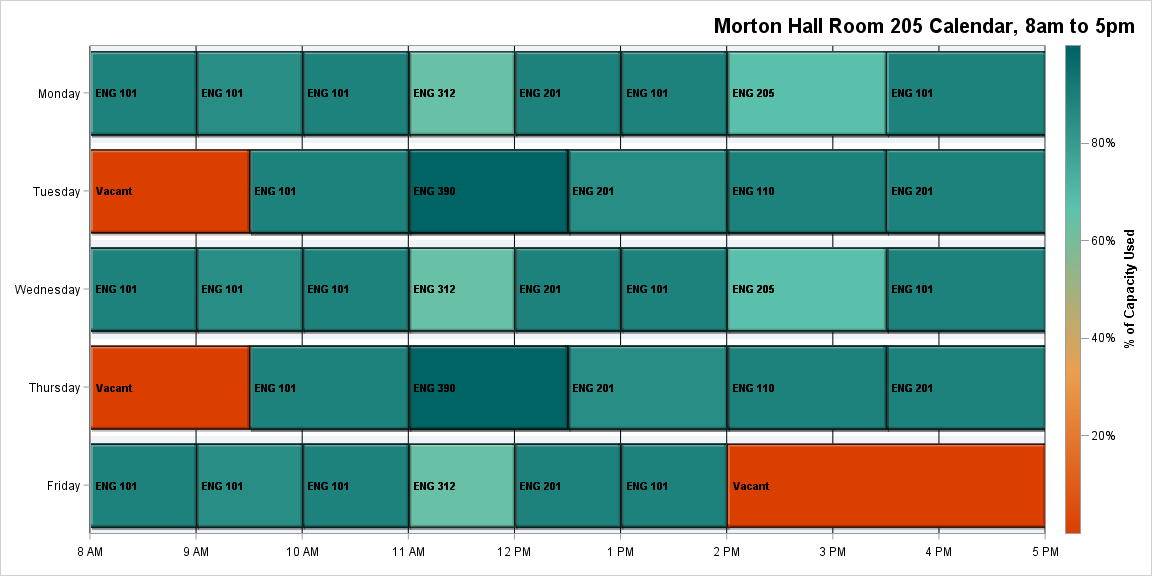 Morton Hall Room 205 Calendar, 8am to 5pm
Monday ENG 101 ENG 101 ENG 101 ENG 312 ENG 201 ENG 101 ENG 205 ENG 101
80%
Tuesday Vacant ENG 101 ENG 390 ENG 201 ENG 110 ENG 201
60%
Wednesday ENG 101 ENG 101 ENG 101 ENG 312 ENG 201 ENG 101 ENG 205 ENG 101
% of Capacity Used
40%
Thursday Vacant ENG 101 ENG 390 ENG 201 ENG 110 ENG 201
20%
Friday ENG 101 ENG 101 ENG 101 ENG 312 ENG 201 ENG 101 Vacant
8 AM 9 AM 10 AM 11 AM 12 PM 1 PM 2 PM 3 PM 4 PM 5 PM